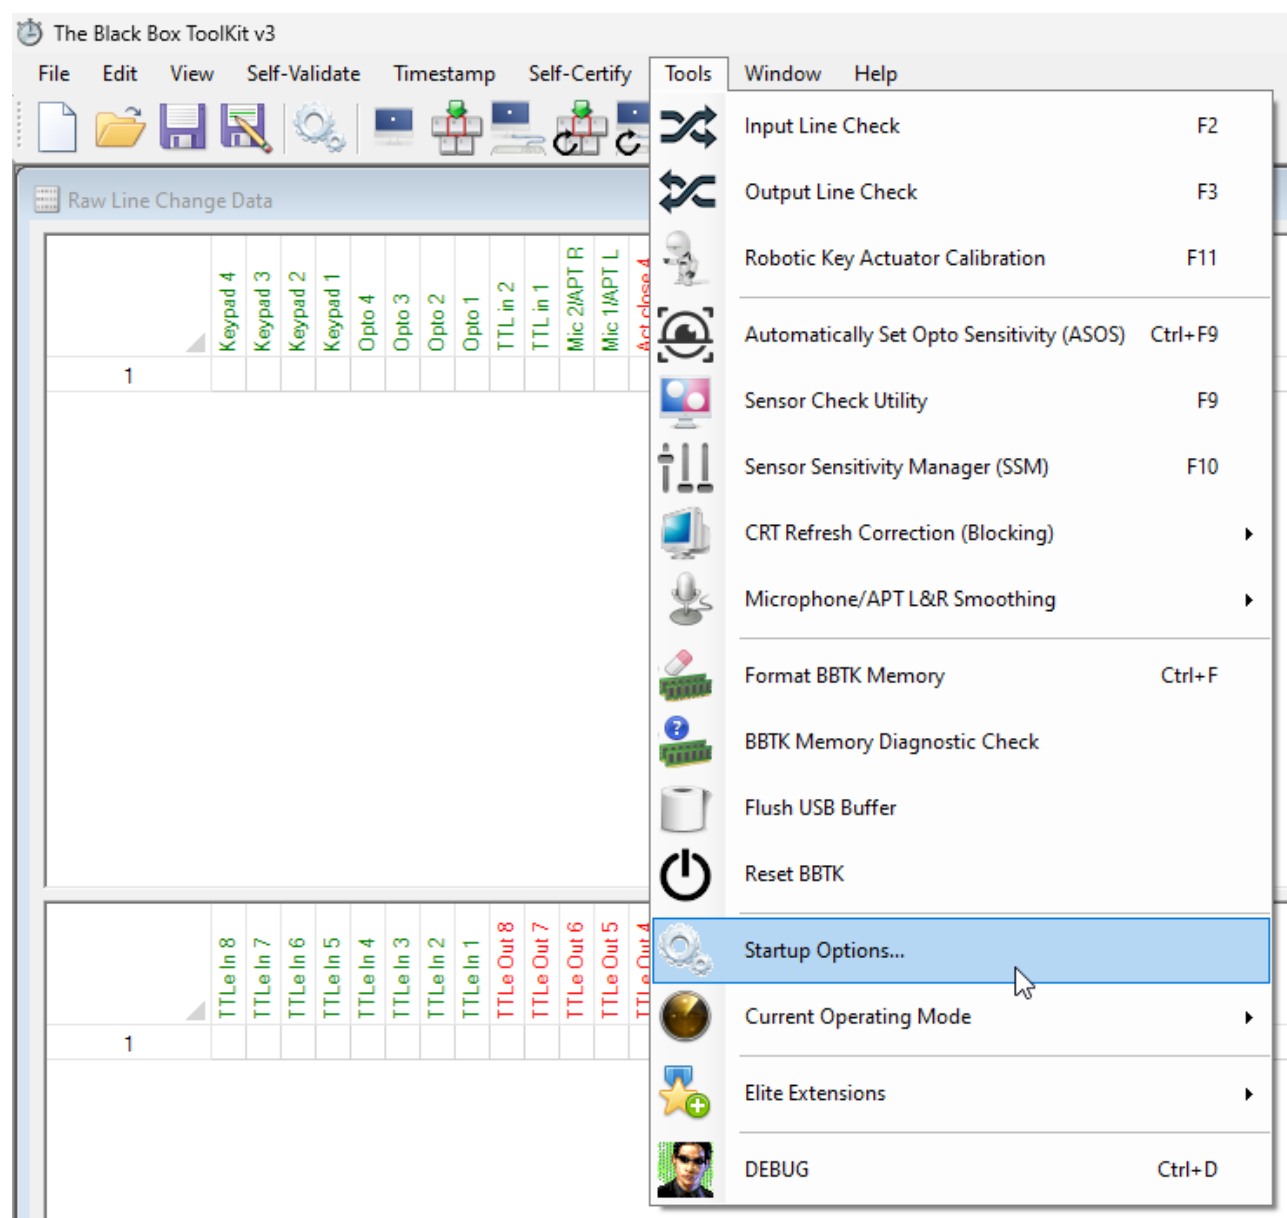 The Black Box ToolKit v3
File Edit View Self-Validate Timestamp Self-Certify Tools Window Help
Input Line Check F2
Output Line Check F3
Robotic Key Actuator Calibration F11
Automatically Set Opto Sensitivity (ASOS) Ctrl+F9
Sensor Check Utility F9
Sensor Sensitivity Manager (SSM) F10
CRT Refresh Correction (Blocking)
Microphone/APT L&R Smoothing
Format BBTK Memory Ctrl+F
BBTK Memory Diagnostic Check
Flush USB Buffer
Reset BBTK
Startup Options...
Current Operating Mode
Elite Extensions
DEBUG Ctrl+D
Raw Line Change Data
Keypad 4
Keypad 3
Keypad 2
Keypad 1
Opto 4
Opto 3
Opto 2
Opto 1
TTL in 2
TTL in 1
Mic 2/APT R
Mic 1/APT L
Act close 4
1
TTLe In 8
TTLe In 7
TTLe In 6
TTLe In 5
TTLe In 4
TTLe In 3
TTLe In 2
TTLe In 1
TTLe Out 8
TTLe Out 7
TTLe Out 6
TTLe Out 5
TTLe Out 4
1